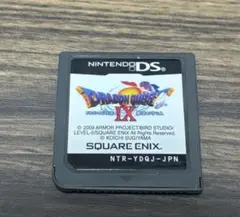 NINTENDO DS
DRAGON QUEST
IX
© 2009 ARMOR PROJECT/BIRD STUDIO/
LEVEL-5/SQUARE ENIX All Rights Reserved.
© KOICHI SUGIYAMA
SQUARE ENIX.
NTR-YDQJ-JPN